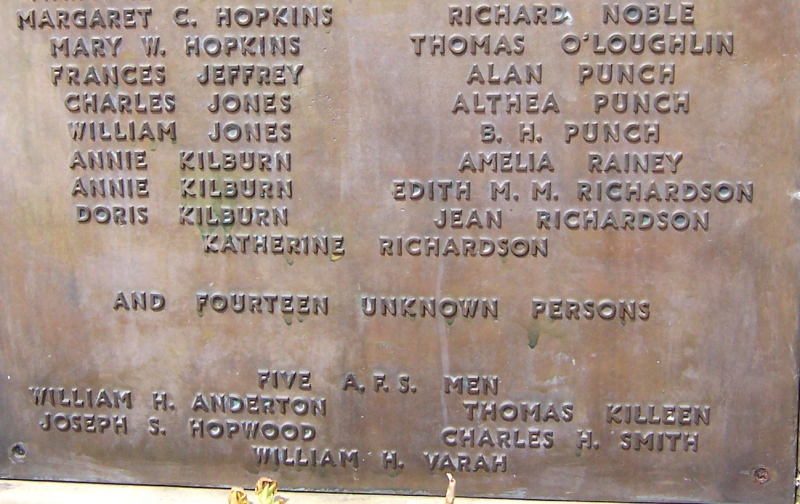 MARGARET C. HOPKINS RICHARD NOBLE
MARY W. HOPKINS THOMAS O'LOUGHLIN
FRANCES JEFFREY ALAN PUNCH
CHARLES JONES ALTHEA PUNCH
WILLIAM JONES B. H. PUNCH
ANNIE KILBURN AMELIA RAINEY
ANNIE KILBURN EDITH M. M. RICHARDSON
DORIS KILBURN JEAN RICHARDSON
KATHERINE RICHARDSON
AND FOURTEEN UNKNOWN PERSONS
FIVE A.F.S. MEN
WILLIAM H. ANDERTON THOMAS KILLEEN
JOSEPH S. HOPWOOD CHARLES H. SMITH
WILLIAM H. VARAH